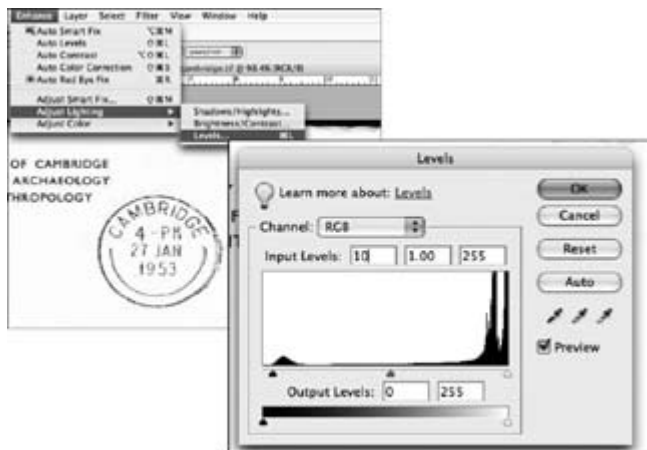 Enhance Layer Select Filter View Window Help
Auto Smart Fix ⌥⌘M
Auto Levels ⇧⌘L
Auto Contrast ⌥⇧⌘L
Auto Color Correction ⇧⌘B
Auto Red Eye Fix ⌘R
Adjust Smart Fix... ⇧⌘M
Adjust Lighting
Adjust Color
Shadows/Highlights...
Brightness/Contrast...
Levels... ⌘L
OF CAMBRIDGE
ARCHAEOLOGY
THROPOLOGY
CAMBRIDGE
4 - PM
27 JAN
1953
Levels
Learn more about: Levels
Channel: RGB
Input Levels: 10 1.00 255
Output Levels: 0 255
OK
Cancel
Reset
Auto
Preview